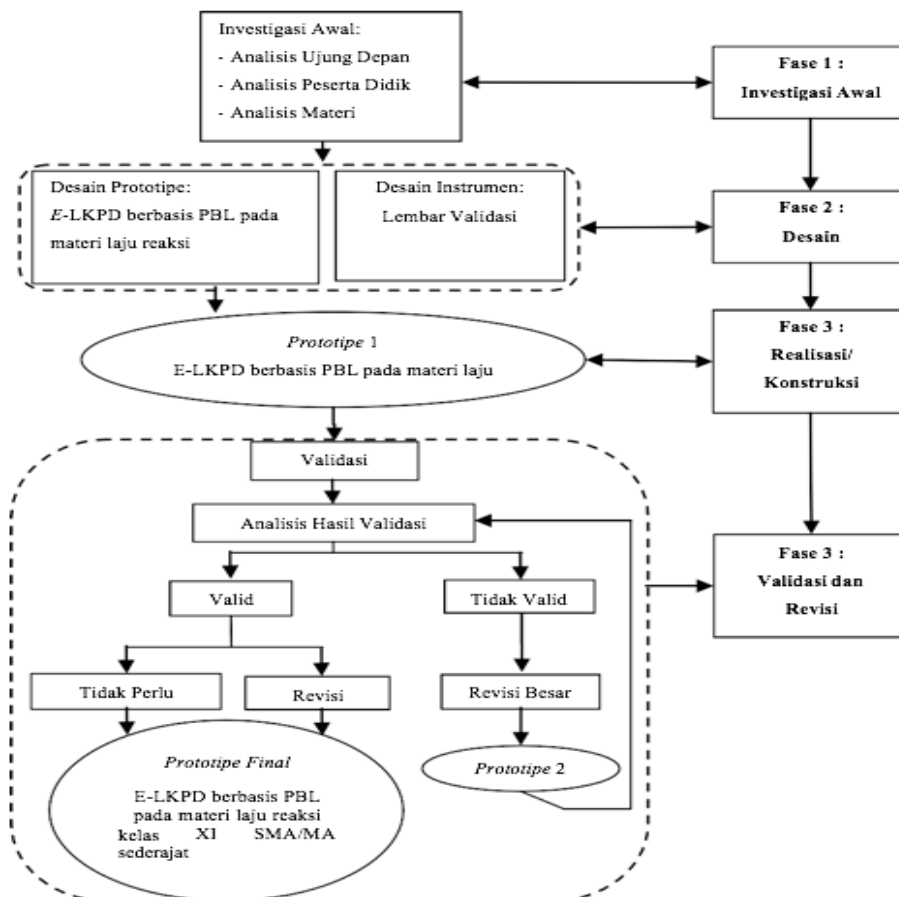 Investigasi Awal:
- Analisis Ujung Depan
- Analisis Peserta Didik
- Analisis Materi
Fase 1 :
Investigasi Awal
Desain Prototipe:
E-LKPD berbasis PBL pada
materi laju reaksi
Desain Instrumen:
Lembar Validasi
Fase 2 :
Desain
Prototipe 1
E-LKPD berbasis PBL pada materi laju
Fase 3 :
Realisasi/
Konstruksi
Validasi
Analisis Hasil Validasi
Valid
Tidak Valid
Fase 3 :
Validasi dan
Revisi
Tidak Perlu
Revisi
Revisi Besar
Prototipe Final
E-LKPD berbasis PBL
pada materi laju reaksi
kelas XI SMA/MA
sederajat
Prototipe 2